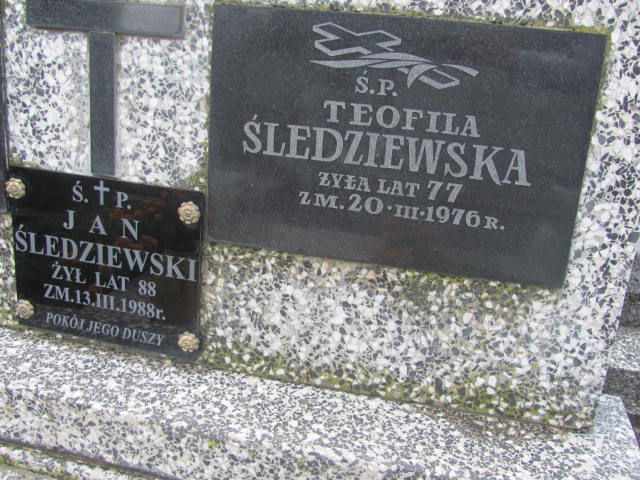 Ś.P.
TEOFILA
ŚLEDZIEWSKA
ŻYŁA LAT 77
ZM. 20-III-1976 R.
Ś.†P.
JAN
ŚLEDZIEWSKI
ŻYŁ LAT 88
ZM.13.III.1988r.
POKÓJ JEGO DUSZY